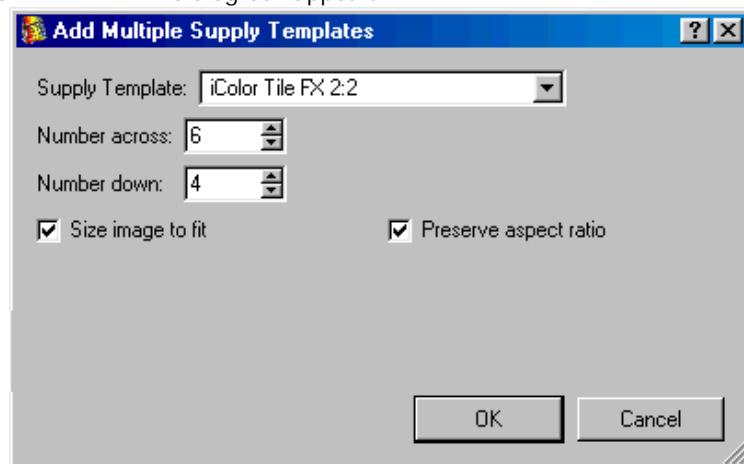 Add Multiple Supply Templates
Supply Template: iColor Tile FX 2:2
Number across: 6
Number down: 4
Size image to fit Preserve aspect ratio
OK Cancel